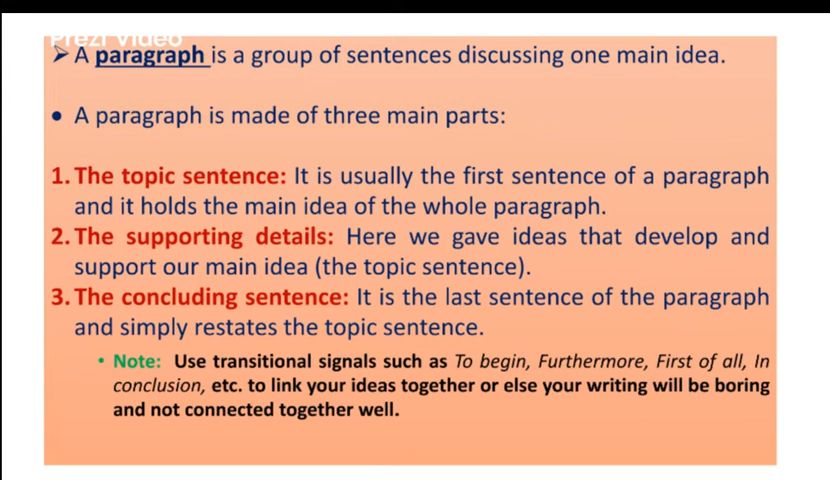 Prezi Video
➢ A paragraph is a group of sentences discussing one main idea.
• A paragraph is made of three main parts:
1. The topic sentence: It is usually the first sentence of a paragraph
and it holds the main idea of the whole paragraph.
2. The supporting details: Here we gave ideas that develop and
support our main idea (the topic sentence).
3. The concluding sentence: It is the last sentence of the paragraph
and simply restates the topic sentence.
• Note: Use transitional signals such as To begin, Furthermore, First of all, In
conclusion, etc. to link your ideas together or else your writing will be boring
and not connected together well.